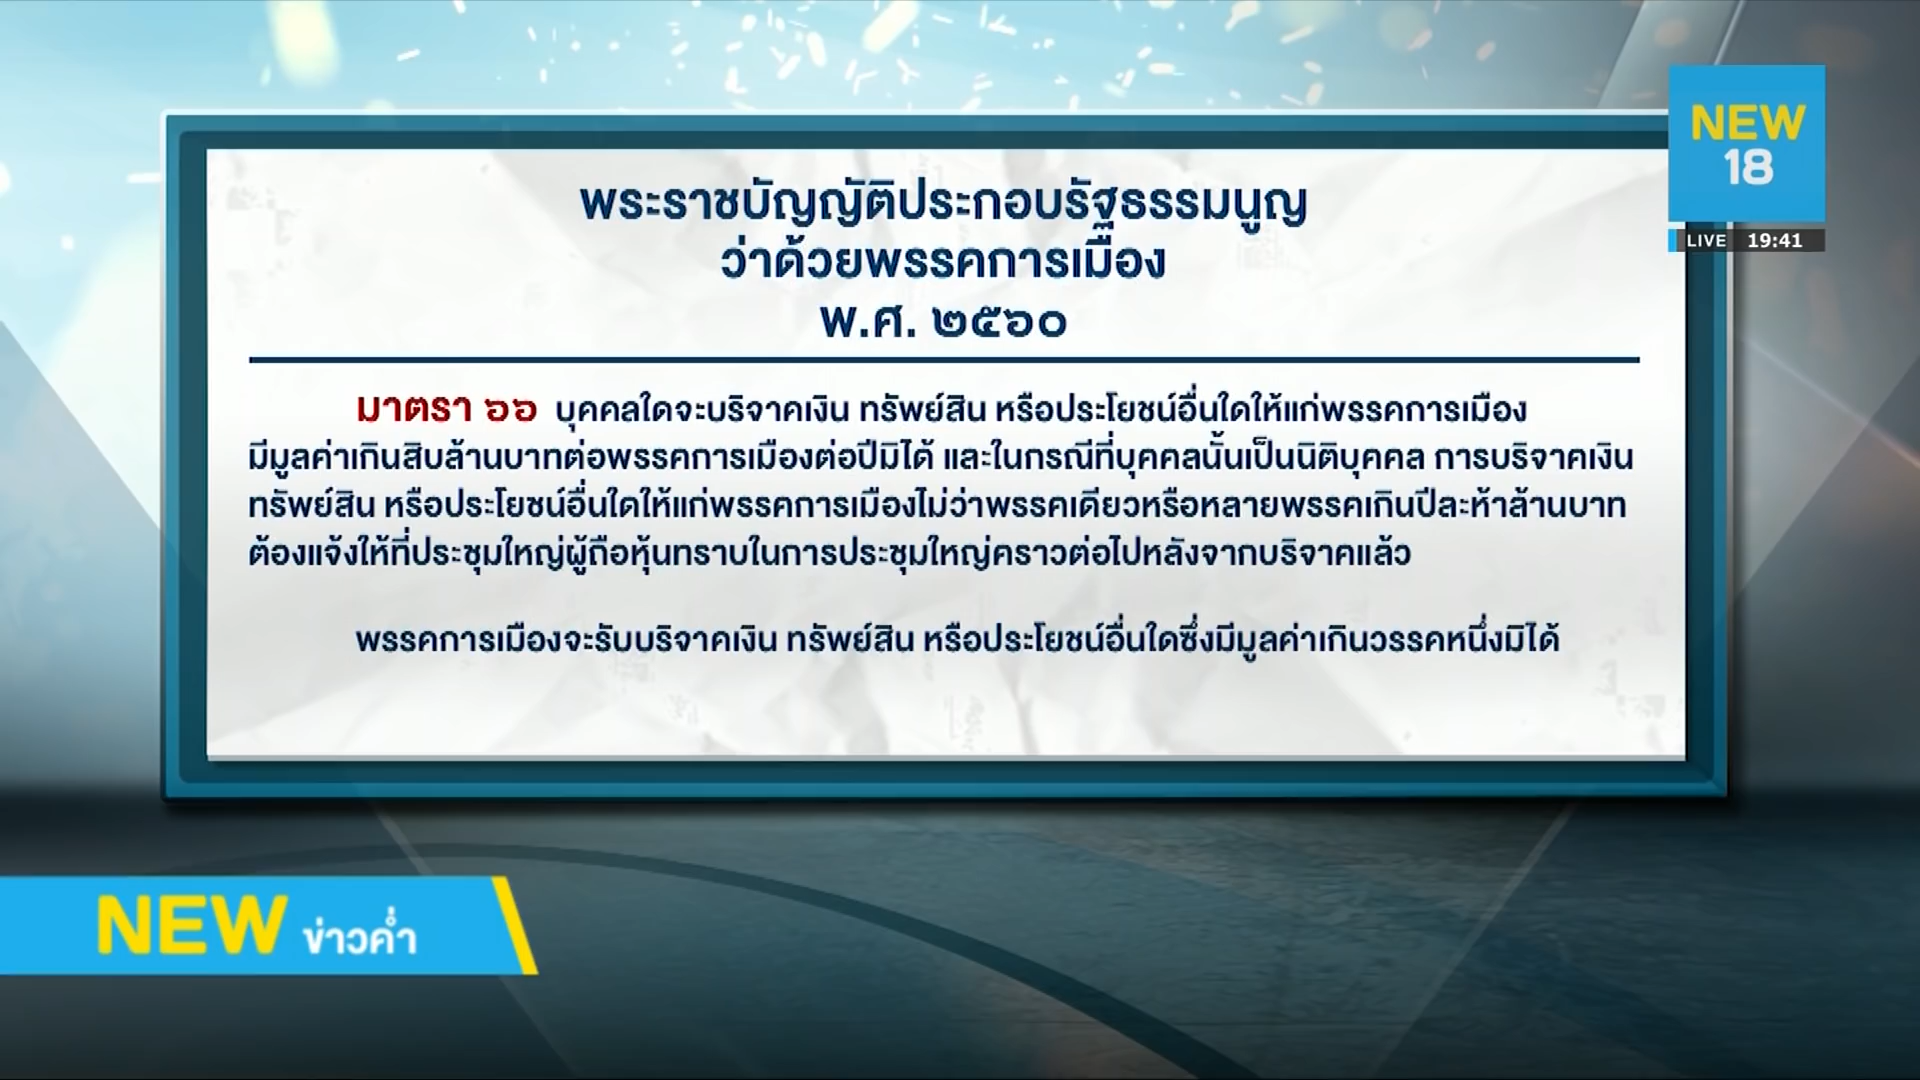 พระราชบัญญัติประกอบรัฐธรรมนูญ
ว่าด้วยพรรคการเมือง
พ.ศ. ๒๕๖๐
มาตรา ๖๖ บุคคลใดจะบริจาคเงิน ทรัพย์สิน หรือประโยชน์อื่นใดให้แก่พรรคการเมือง
มีมูลค่าเกินสิบล้านบาทต่อพรรคการเมืองต่อปีมิได้ และในกรณีที่บุคคลนั้นเป็นนิติบุคคล การบริจาคเงิน
ทรัพย์สิน หรือประโยชน์อื่นใดให้แก่พรรคการเมืองไม่ว่าพรรคเดียวหรือหลายพรรคเกินปีละห้าล้านบาท
ต้องแจ้งให้ที่ประชุมใหญ่ผู้ถือหุ้นทราบในการประชุมใหญ่คราวต่อไปหลังจากบริจาคแล้ว
พรรคการเมืองจะรับบริจาคเงิน ทรัพย์สิน หรือประโยชน์อื่นใดซึ่งมีมูลค่าเกินวรรคหนึ่งมิได้
NEW
18
LIVE 19:41
NEW ข่าวค่ำ